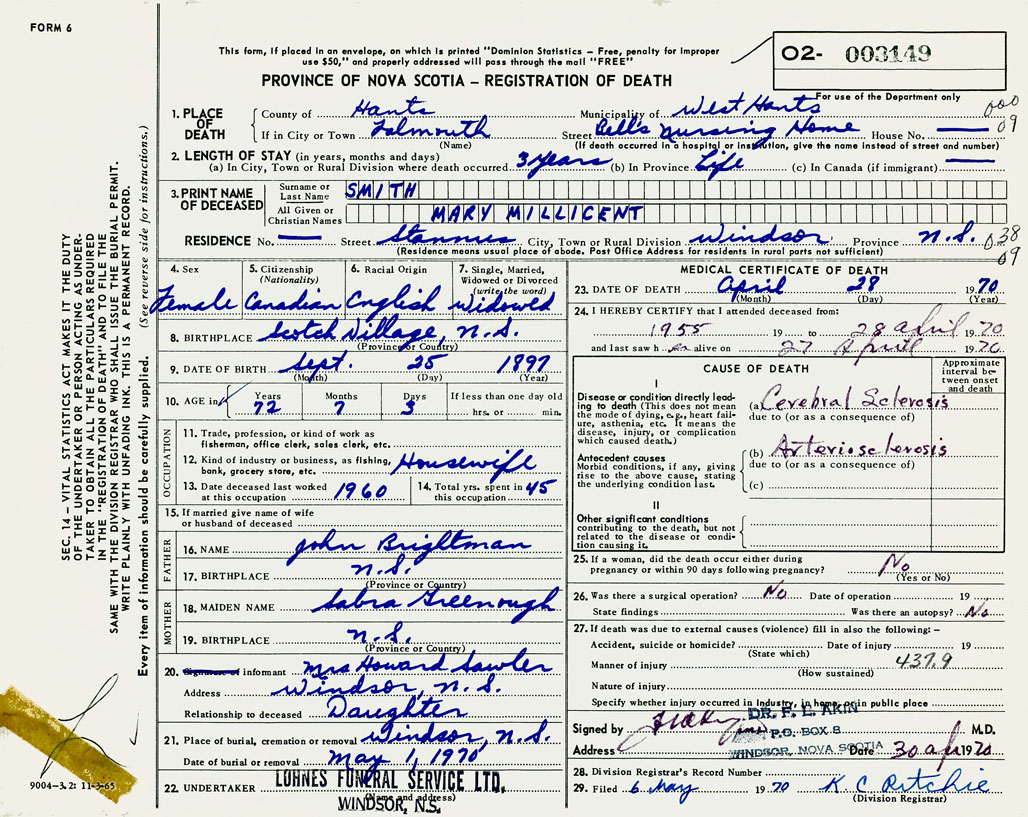 FORM 6
This form, if placed in an envelope, on which is printed "Dominion Statistics – Free, penalty for improper
use $50," and properly addressed will pass through the mail "FREE"
PROVINCE OF NOVA SCOTIA – REGISTRATION OF DEATH
O2- 003149
For use of the Department only
000
09
1. PLACE OF DEATH
County of Hants Municipality of West Hants
If in City or Town Falmouth Street Bell's Nursing Home House No. —
(Name) (If death occurred in a hospital or institution, give the name instead of street and number)
2. LENGTH OF STAY (in years, months and days)
(a) In City, Town or Rural Division where death occurred 3 years (b) In Province Life (c) In Canada (if immigrant) —
3. PRINT NAME OF DECEASED
Surname or Last Name SMITH
All Given or Christian Names MARY MILLICENT
RESIDENCE No. — Street Stannus City, Town or Rural Division Windsor Province N.S.
038
09
(Residence means usual place of abode. Post Office Address for residents in rural parts not sufficient)
4. Sex Female
5. Citizenship (Nationality) Canadian
6. Racial Origin English
7. Single, Married, Widowed or Divorced (write the word) Widowed
8. BIRTHPLACE Scotch Village, N.S.
(Province or Country)
9. DATE OF BIRTH Sept. 25 1897
(Month) (Day) (Year)
10. AGE in Years Months Days If less than one day old
72 7 3 hrs. or min.
OCCUPATION
11. Trade, profession, or kind of work as
fisherman, office clerk, sales clerk, etc.
12. Kind of industry or business, as fishing,
bank, grocery store, etc. Housewife
13. Date deceased last worked
at this occupation 1960
14. Total yrs. spent in
this occupation 45
15. If married give name of wife
or husband of deceased
FATHER
16. NAME John Brightman
17. BIRTHPLACE N.S.
(Province or Country)
MOTHER
18. MAIDEN NAME Sabra Greenough
19. BIRTHPLACE N.S.
(Province or Country)
20. Signature of informant Mrs Howard Sawler
Address Windsor, N.S.
Relationship to deceased Daughter
21. Place of burial, cremation or removal Windsor, N.S.
Date of burial or removal May 1, 1970
22. UNDERTAKER LOHNES FUNERAL SERVICE LTD.
(Name and address)
WINDSOR, N.S.
MEDICAL CERTIFICATE OF DEATH
23. DATE OF DEATH April 28 1970
(Month) (Day) (Year)
24. I HEREBY CERTIFY that I attended deceased from:
1955 19 to 28 April 1970
and last saw h er alive on 27 April 1970
CAUSE OF DEATH
Approximate interval between onset and death
I
Disease or condition directly lead-
ing to death (This does not mean
the mode of dying, e.g., heart fail-
ure, asthenia, etc. It means the
disease, injury, or complication
which caused death.)
(a) Cerebral Sclerosis
due to (or as a consequence of)
Antecedent causes
Morbid conditions, if any, giving
rise to the above cause, stating
the underlying condition last.
(b) Arteriosclerosis
due to (or as a consequence of)
(c)
II
Other significant conditions
contributing to the death, but not
related to the disease or condi-
tion causing it.
25. If a woman, did the death occur either during
pregnancy or within 90 days following pregnancy? No
(Yes or No)
26. Was there a surgical operation? No Date of operation 19
State findings Was there an autopsy? No
27. If death was due to external causes (violence) fill in also the following: –
Accident, suicide or homicide? Date of injury 19
(State which)
437.9
Manner of injury
(How sustained)
Nature of injury
Specify whether injury occurred in industry, in home, or in public place
Signed by M.D.
DR. F. L. AKIN
P.O. BOX 8
WINDSOR, NOVA SCOTIA
Address Date 30 apr 1970
28. Division Registrar's Record Number
29. Filed 6 May 1970 K C Ritchie
(Division Registrar)
SEC. 14 – VITAL STATISTICS ACT MAKES IT THE DUTY
OF THE UNDERTAKER OR PERSON ACTING AS UNDER-
TAKER TO OBTAIN ALL THE PARTICULARS REQUIRED
IN THE "REGISTRATION OF DEATH" AND TO FILE THE
SAME WITH THE DIVISION REGISTRAR WHO SHALL ISSUE THE BURIAL PERMIT.
WRITE PLAINLY WITH UNFADING INK. THIS IS A PERMANENT RECORD.
Every item of information should be carefully supplied. (See reverse side for instructions.)
9004-3.2: 11-3-65